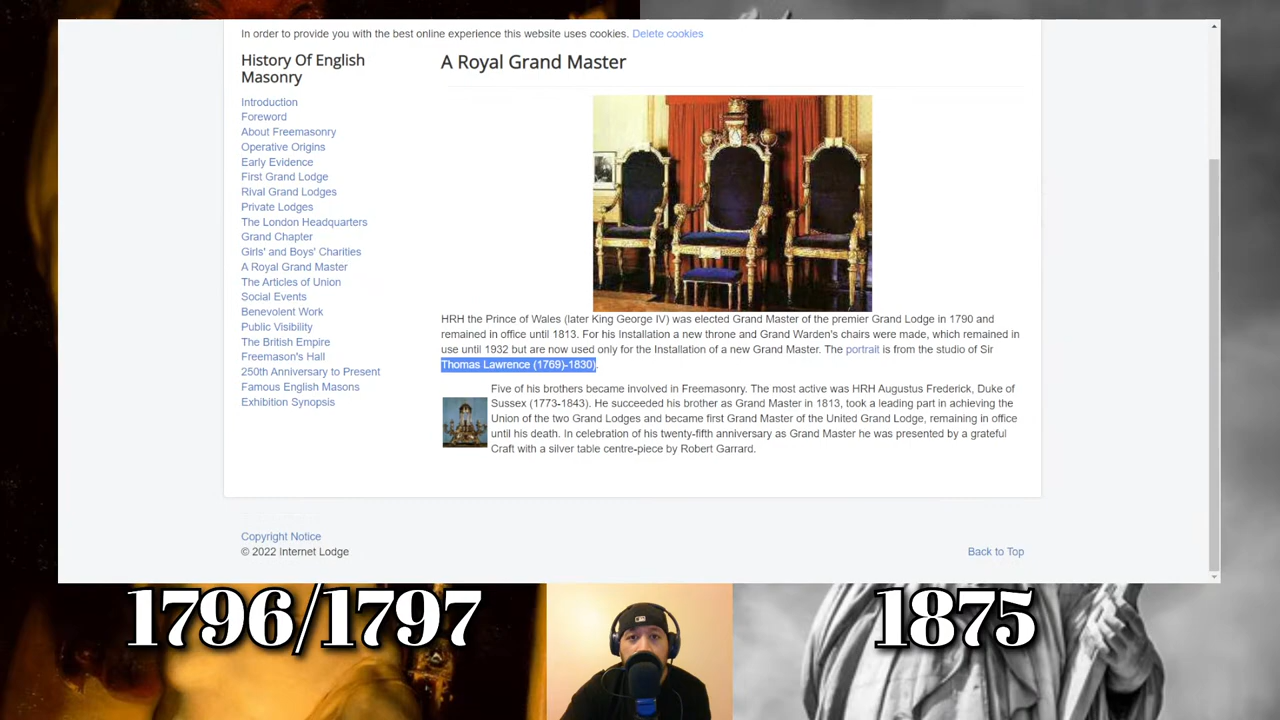 In order to provide you with the best online experience this website uses cookies. Delete cookies
History Of English
Masonry
Introduction
Foreword
About Freemasonry
Operative Origins
Early Evidence
First Grand Lodge
Rival Grand Lodges
Private Lodges
The London Headquarters
Grand Chapter
Girls' and Boys' Charities
A Royal Grand Master
The Articles of Union
Social Events
Benevolent Work
Public Visibility
The British Empire
Freemason's Hall
250th Anniversary to Present
Famous English Masons
Exhibition Synopsis
A Royal Grand Master
HRH the Prince of Wales (later King George IV) was elected Grand Master of the premier Grand Lodge in 1790 and
remained in office until 1813. For his Installation a new throne and Grand Warden's chairs were made, which remained in
use until 1932 but are now used only for the Installation of a new Grand Master. The portrait is from the studio of Sir
Thomas Lawrence (1769)-1830).
Five of his brothers became involved in Freemasonry. The most active was HRH Augustus Frederick, Duke of
Sussex (1773-1843). He succeeded his brother as Grand Master in 1813, took a leading part in achieving the
Union of the two Grand Lodges and became first Grand Master of the United Grand Lodge, remaining in office
until his death. In celebration of his twenty-fifth anniversary as Grand Master he was presented by a grateful
Craft with a silver table centre-piece by Robert Garrard.
Copyright Notice
© 2022 Internet Lodge
Back to Top
1796/1797
1875